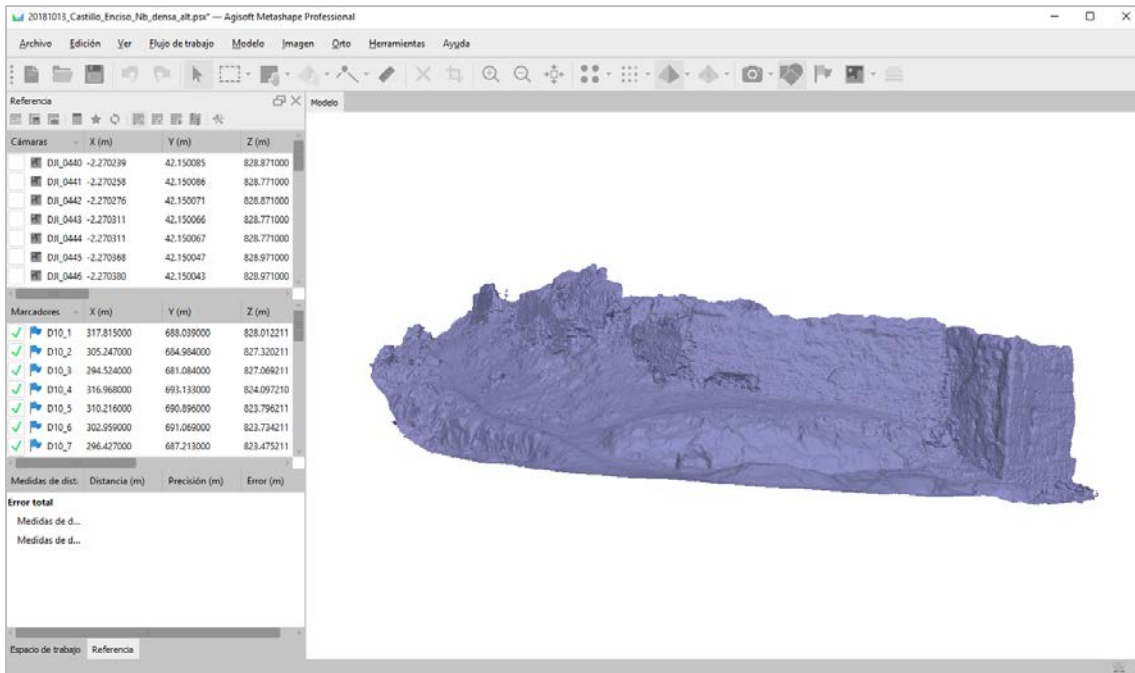 20181013_Castillo_Enciso_Nb_densa_alt.psx* — Agisoft Metashape Professional
Archivo Edición Ver Flujo de trabajo Modelo Imagen Orto Herramientas Ayuda
Referencia
Modelo
Cámaras X (m) Y (m) Z (m)
DJI_0440 -2.270239 42.150085 828.871000
DJI_0441 -2.270258 42.150086 828.771000
DJI_0442 -2.270276 42.150071 828.871000
DJI_0443 -2.270311 42.150066 828.771000
DJI_0444 -2.270311 42.150067 828.771000
DJI_0445 -2.270368 42.150047 828.971000
DJI_0446 -2.270380 42.150043 828.971000
Marcadores X (m) Y (m) Z (m)
D10_1 317.815000 688.039000 828.012211
D10_2 305.247000 684.984000 827.320211
D10_3 294.524000 681.084000 827.069211
D10_4 316.968000 693.133000 824.097210
D10_5 310.216000 690.896000 823.796211
D10_6 302.959000 691.069000 823.734211
D10_7 296.427000 687.213000 823.475211
Medidas de dist. Distancia (m) Precisión (m) Error (m)
Error total
Medidas de d...
Medidas de d...
Espacio de trabajo Referencia